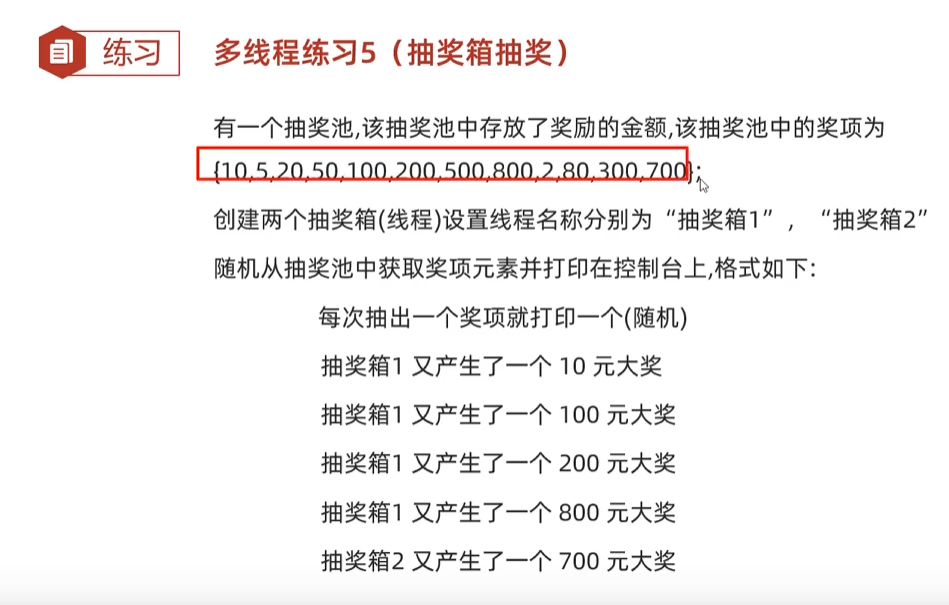 练习
多线程练习5（抽奖箱抽奖）
有一个抽奖池,该抽奖池中存放了奖励的金额,该抽奖池中的奖项为
{10,5,20,50,100,200,500,800,2,80,300,700};
创建两个抽奖箱(线程)设置线程名称分别为“抽奖箱1”，“抽奖箱2”
随机从抽奖池中获取奖项元素并打印在控制台上,格式如下:
每次抽出一个奖项就打印一个(随机)
抽奖箱1 又产生了一个 10 元大奖
抽奖箱1 又产生了一个 100 元大奖
抽奖箱1 又产生了一个 200 元大奖
抽奖箱1 又产生了一个 800 元大奖
抽奖箱2 又产生了一个 700 元大奖